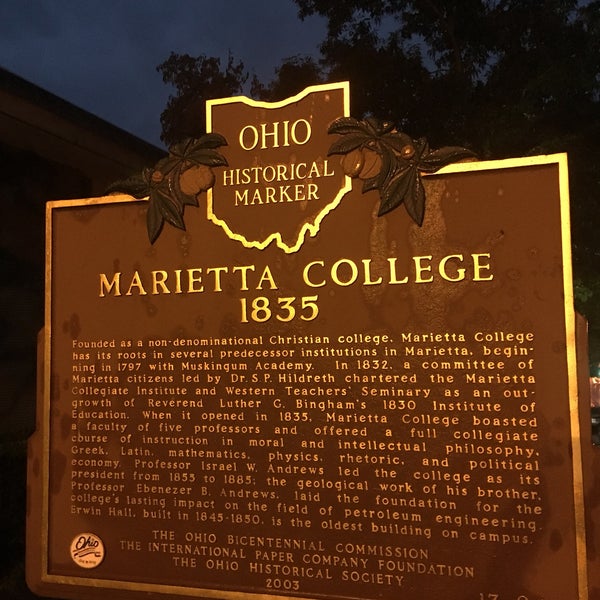 OHIO
HISTORICAL
MARKER
MARIETTA COLLEGE
1835
Founded as a non-denominational Christian college, Marietta College
has its roots in several predecessor institutions in Marietta, begin-
ning in 1797 with Muskingum Academy. In 1832, a committee of
Marietta citizens led by Dr. S.P. Hildreth chartered the Marietta
Collegiate Institute and Western Teachers' Seminary as an out-
growth of Reverend Luther G. Bingham's 1830 Institute of
Education. When it opened in 1835, Marietta College boasted
a faculty of five professors and offered a full collegiate
course of instruction in moral and intellectual philosophy,
Greek, Latin, mathematics, physics, rhetoric, and political
economy. Professor Israel W. Andrews led the college as its
president from 1855 to 1885; the geological work of his brother,
Professor Ebenezer B. Andrews, laid the foundation for the
college's lasting impact on the field of petroleum engineering.
Erwin Hall, built in 1845-1850, is the oldest building on campus.
THE OHIO BICENTENNIAL COMMISSION
THE INTERNATIONAL PAPER COMPANY FOUNDATION
THE OHIO HISTORICAL SOCIETY
2003
Ohio